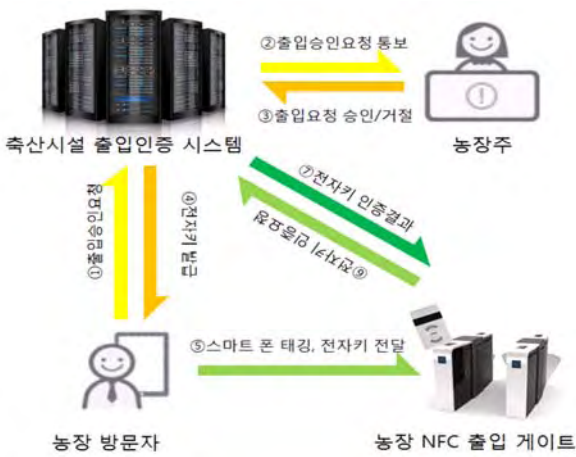 ②출입승인요청 통보
③출입요청 승인/거절
축산시설 출입인증 시스템
농장주
⑦전자키 인증결과
①출입승인요청
④전자키 발급
⑥전자키 인증요청
⑤스마트 폰 태깅, 전자키 전달
농장 방문자
농장 NFC 출입 게이트